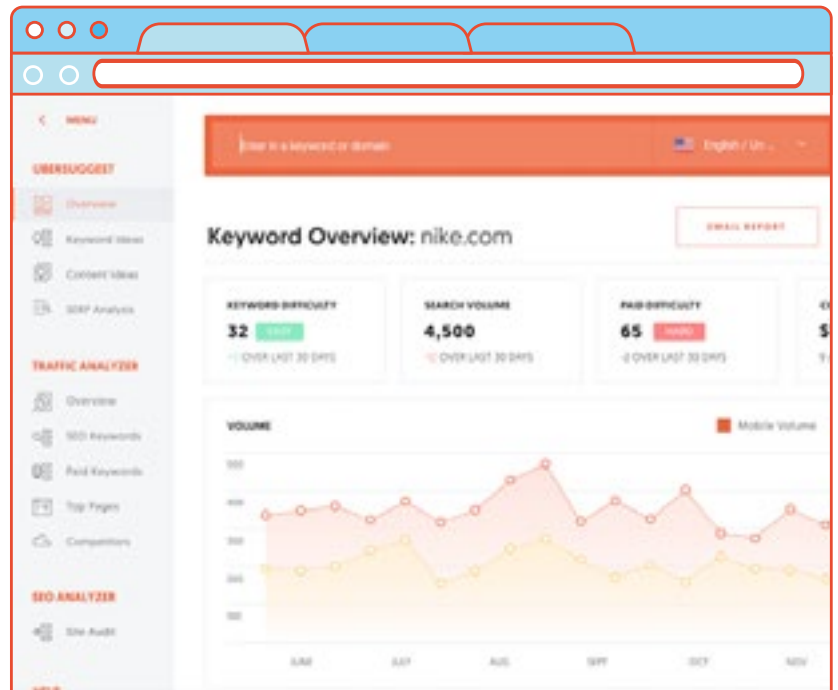 MENU
UBERSUGGEST
Overview
Keyword Ideas
Content Ideas
SERP Analysis
TRAFFIC ANALYZER
Overview
SEO Keywords
Paid Keywords
Top Pages
Competitors
SEO ANALYZER
Site Audit
Enter in a keyword or domain
English / Un...
Keyword Overview: nike.com
EMAIL REPORT
KEYWORD DIFFICULTY
32 EASY
OVER LAST 30 DAYS
SEARCH VOLUME
4,500
OVER LAST 30 DAYS
PAID DIFFICULTY
65 HARD
-2 OVER LAST 30 DAYS
$
VOLUME
Mobile Volume
500
400
300
200
100
JUNE
JULY
AUG
SEPT
OCT
NOV